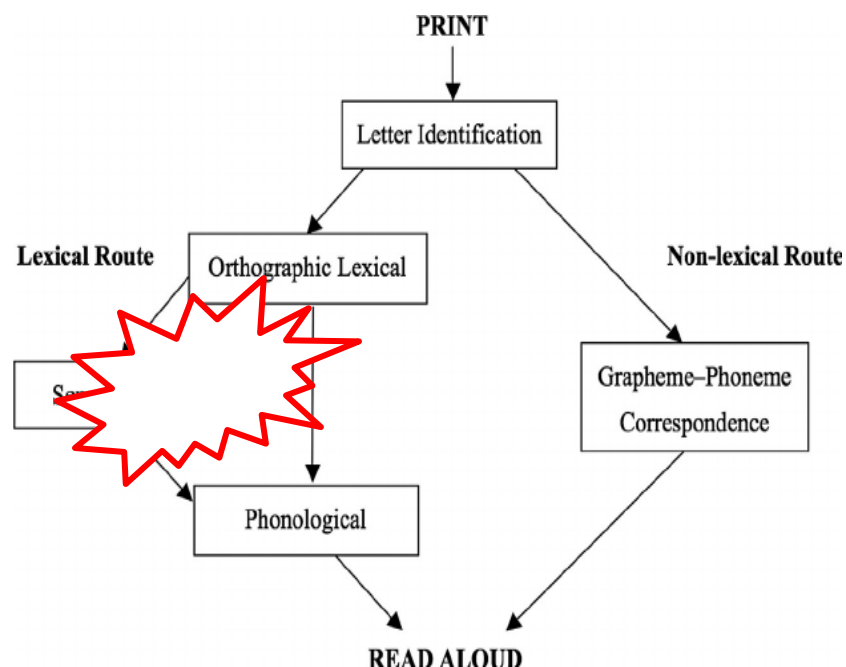 PRINT
Letter Identification
Lexical Route
Non-lexical Route
Orthographic Lexical
Grapheme–Phoneme
Correspondence
Phonological
READ ALOUD